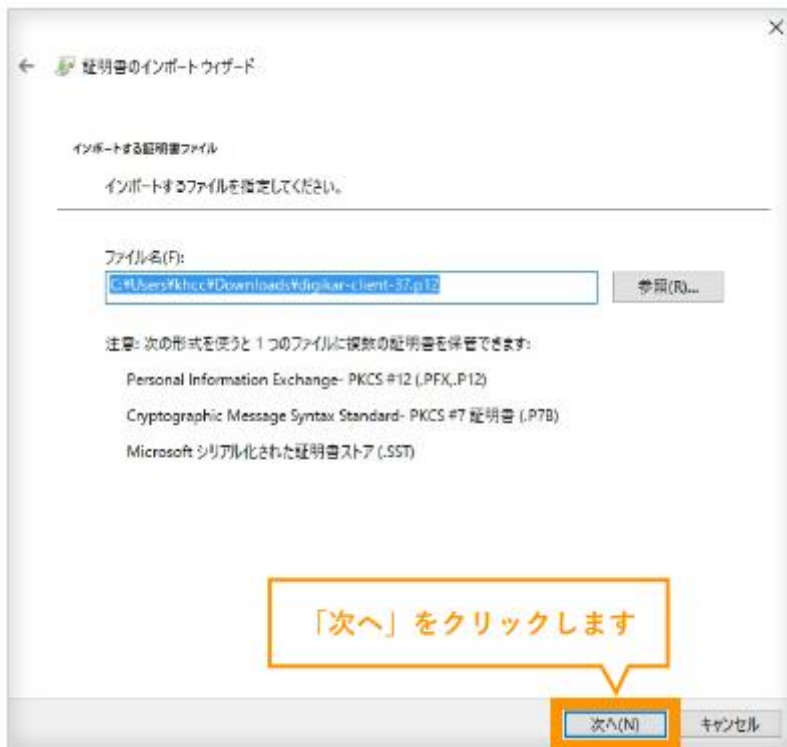 証明書のインポート ウィザード
インポートする証明書ファイル
インポートするファイルを指定してください。
ファイル名(F):
C:¥Users¥khcc¥Downloads¥digikar-client-37.p12
参照(R)...
注意: 次の形式を使うと 1 つのファイルに複数の証明書を保管できます:
Personal Information Exchange- PKCS #12 (.PFX,.P12)
Cryptographic Message Syntax Standard- PKCS #7 証明書 (.P7B)
Microsoft シリアル化された証明書ストア (.SST)
「次へ」をクリックします
次へ(N)
キャンセル